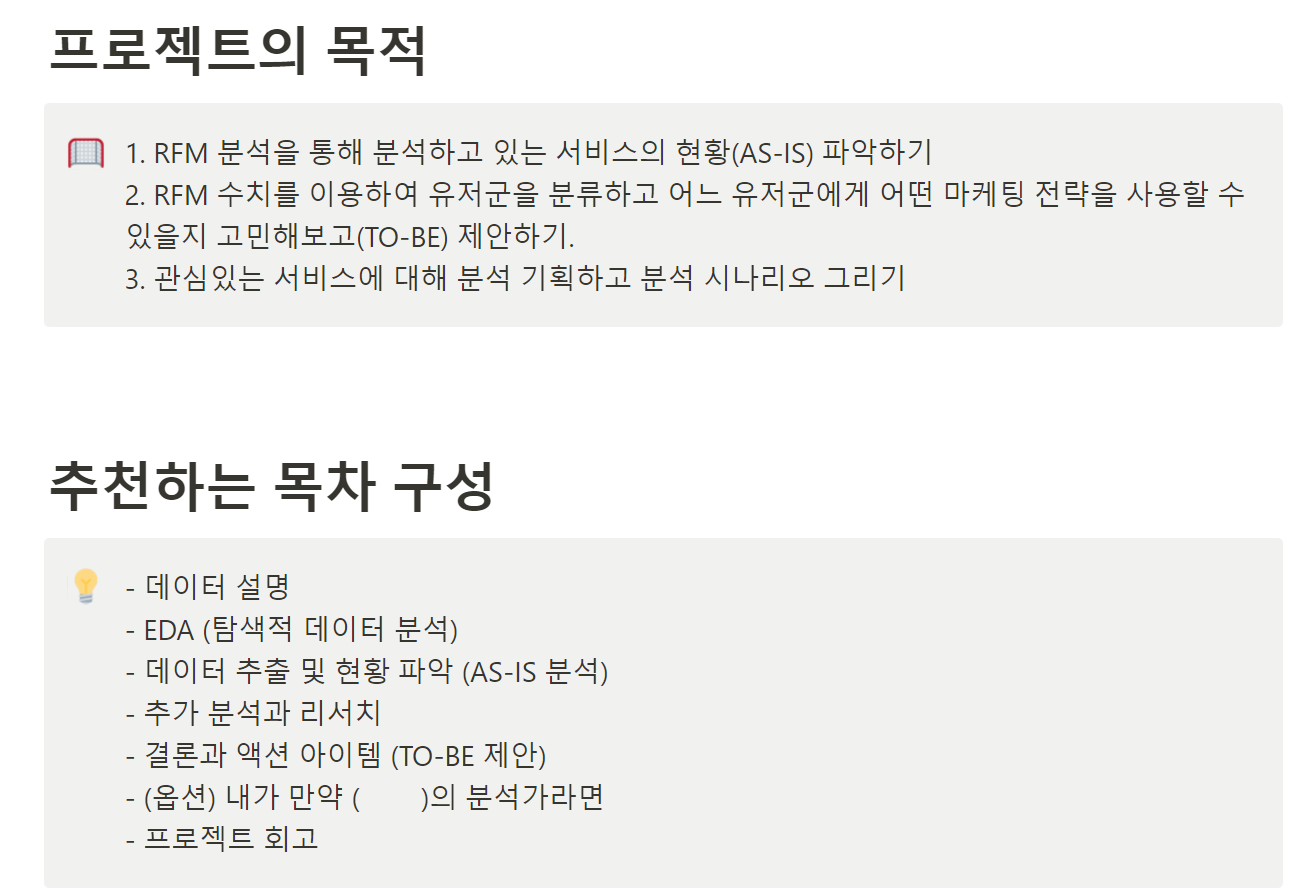 프로젝트의 목적
1. RFM 분석을 통해 분석하고 있는 서비스의 현황(AS-IS) 파악하기
2. RFM 수치를 이용하여 유저군을 분류하고 어느 유저군에게 어떤 마케팅 전략을 사용할 수
있을지 고민해보고(TO-BE) 제안하기.
3. 관심있는 서비스에 대해 분석 기획하고 분석 시나리오 그리기
추천하는 목차 구성
- 데이터 설명
- EDA (탐색적 데이터 분석)
- 데이터 추출 및 현황 파악 (AS-IS 분석)
- 추가 분석과 리서치
- 결론과 액션 아이템 (TO-BE 제안)
- (옵션) 내가 만약 (        )의 분석가라면
- 프로젝트 회고